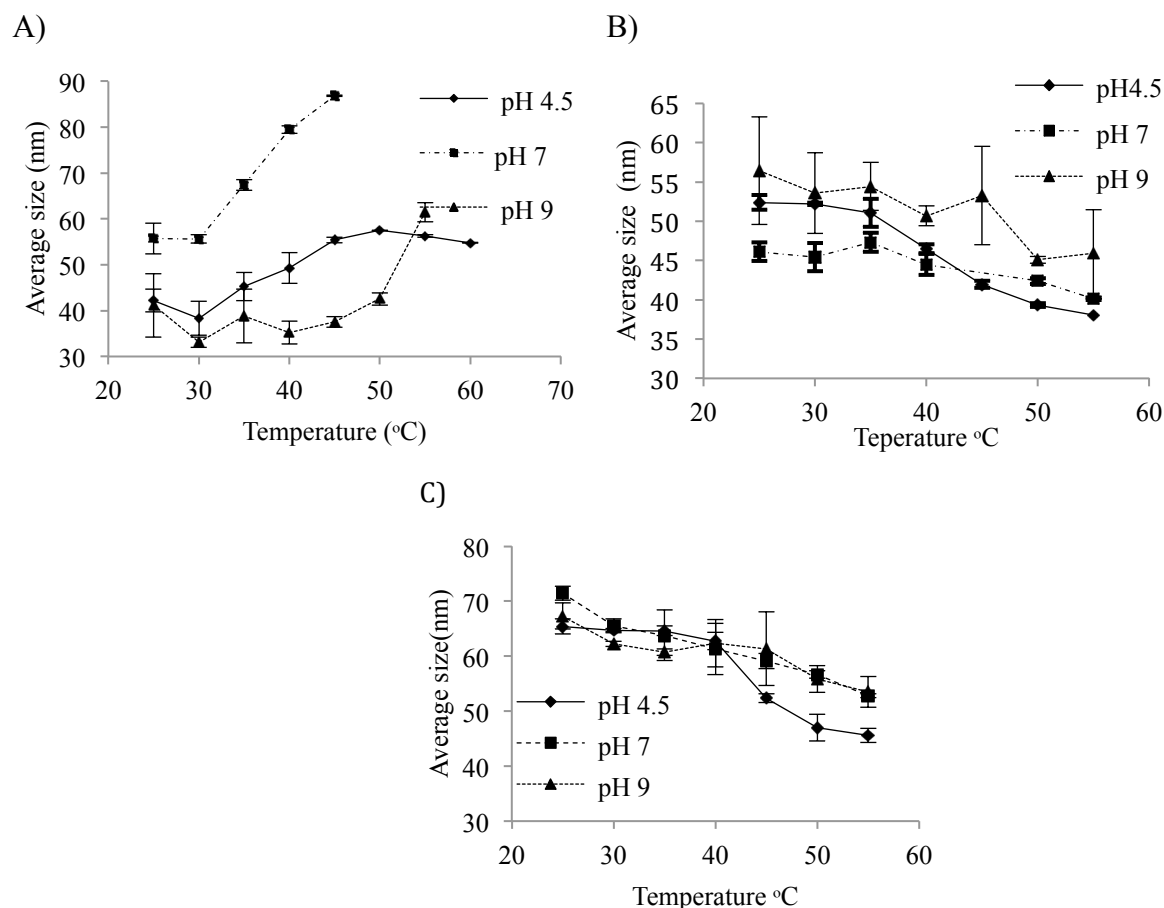 A)
Average size (nm)
90
80
70
60
50
40
30
20
30
40
50
60
70
Temperature (°C)
pH 4.5
pH 7
pH 9
B)
Average size (nm)
65
60
55
50
45
40
35
30
20
30
40
50
60
Teperature °C
pH4.5
pH 7
pH 9
C)
Average size(nm)
80
70
60
50
40
30
20
30
40
50
60
Temperature °C
pH 4.5
pH 7
pH 9